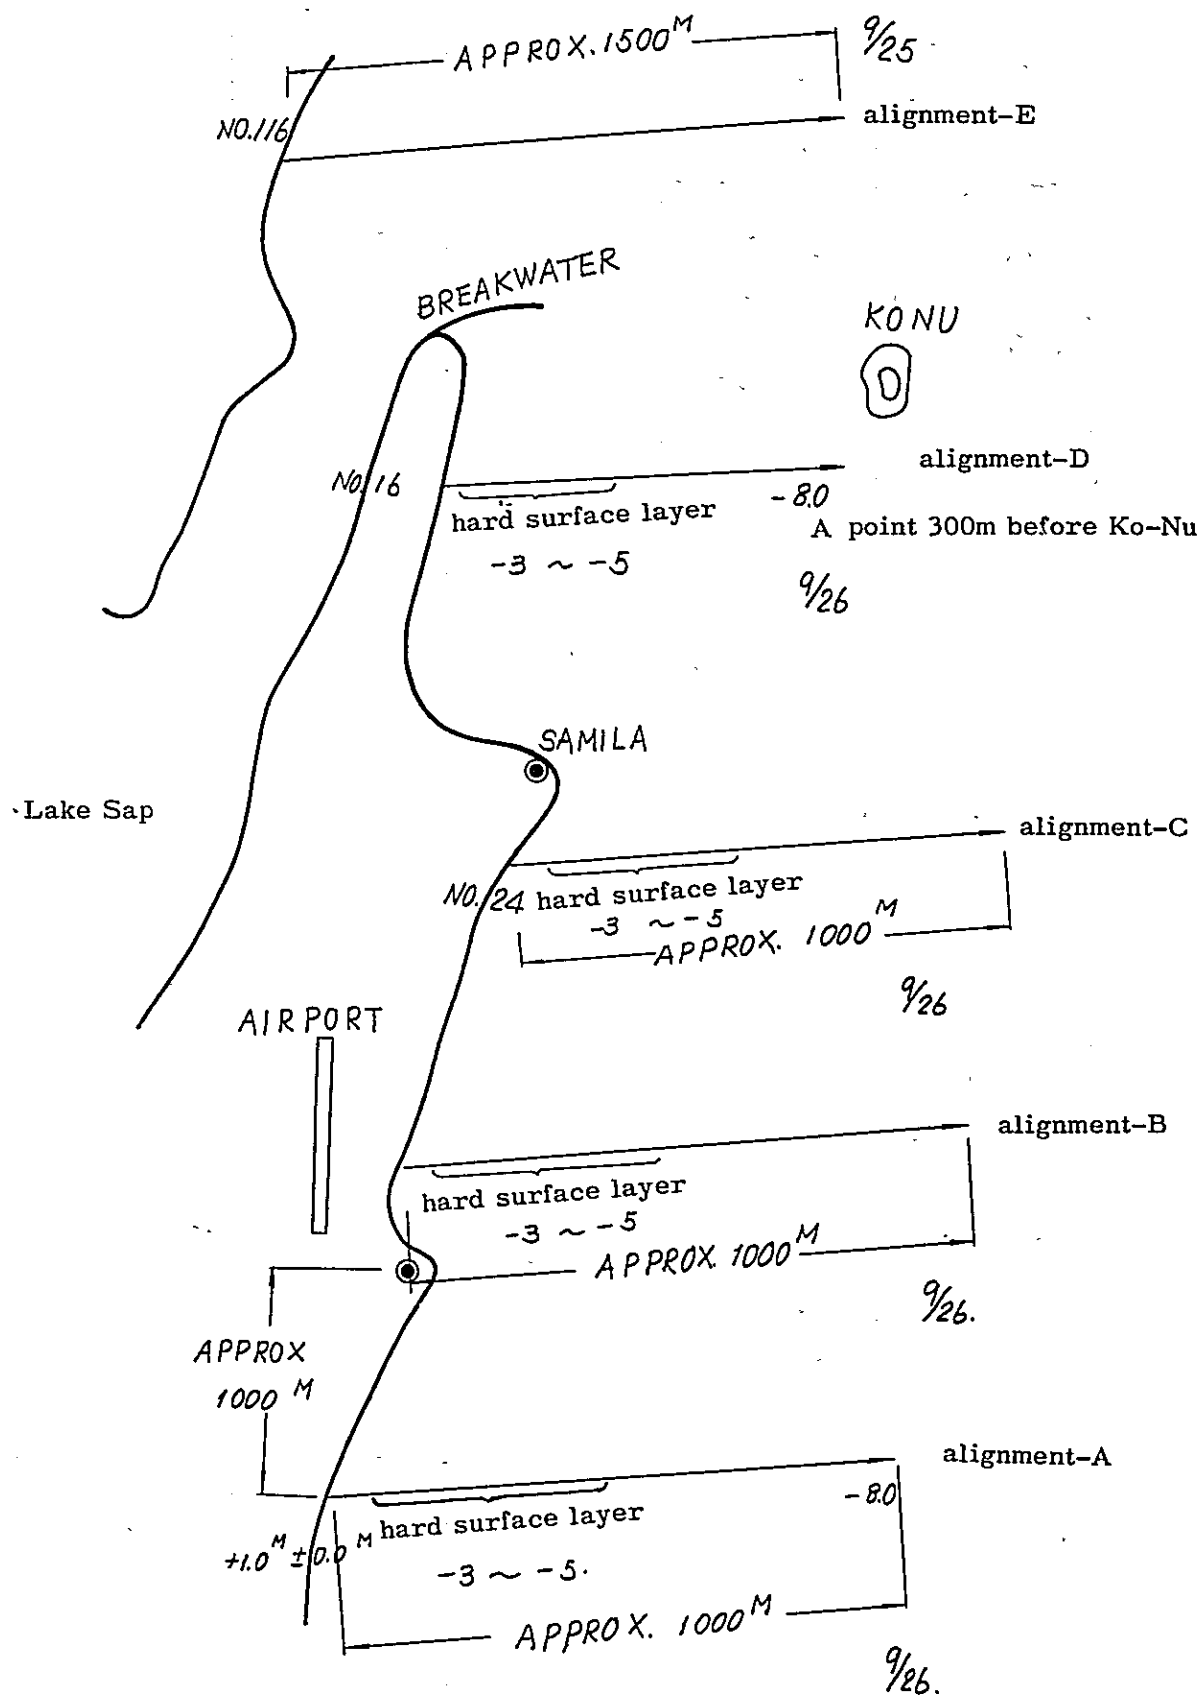 APPROX. 1500M
9/25
NO. 116
alignment-E
BREAKWATER
KO NU
alignment-D
NO. 16
hard surface layer
-8.0
A point 300m before Ko-Nu
-3 ~ -5
9/26
SAMILA
Lake Sap
alignment-C
NO. 24
hard surface layer
-3 ~ -5
APPROX. 1000M
9/26
AIRPORT
alignment-B
hard surface layer
-3 ~ -5
APPROX. 1000M
9/26.
APPROX
1000 M
alignment-A
-8.0
hard surface layer
+1.0M ±0.0M
-3 ~ -5.
APPROX. 1000M
9/26.